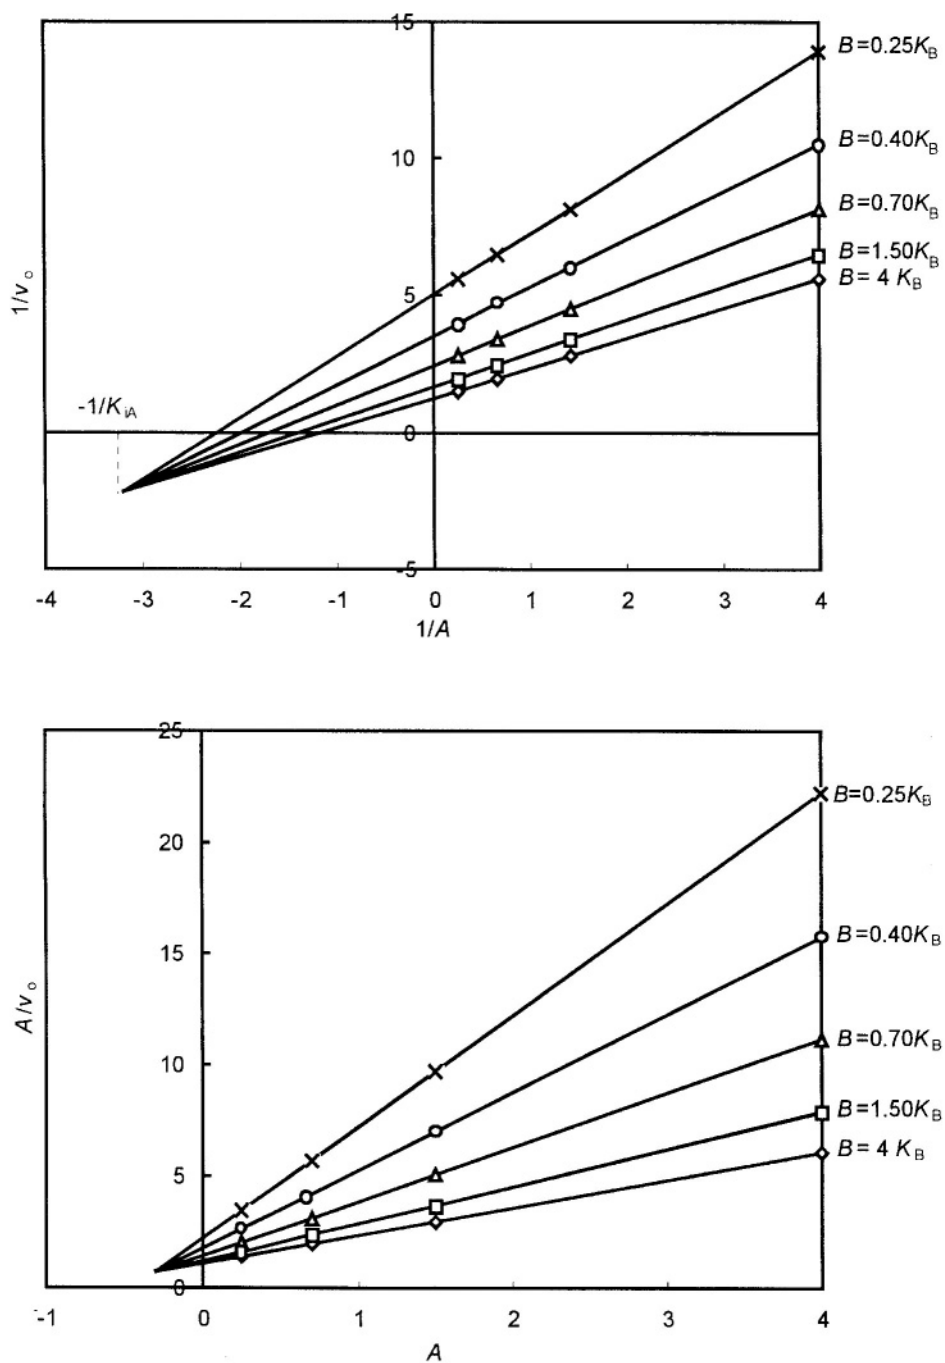 15
B=0.25K_B
10
B=0.40K_B
B=0.70K_B
B=1.50K_B
B= 4 K_B
5
1/v_o
-1/K_iA
0
-5
-4 -3 -2 -1 0 1 2 3 4
1/A
25
B=0.25K_B
20
B=0.40K_B
15
A/v_o
10
B=0.70K_B
B=1.50K_B
5
B= 4 K_B
0
-1 0 1 2 3 4
A